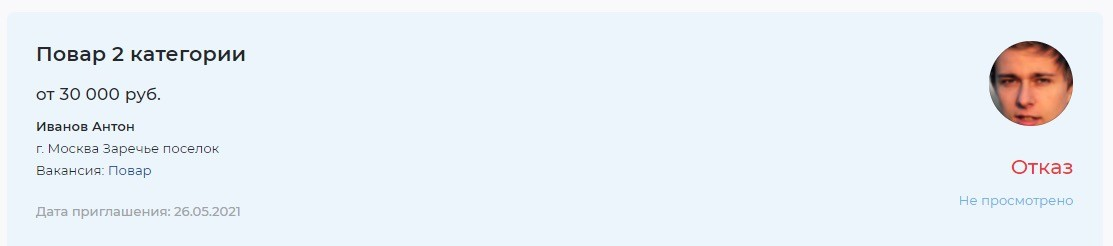 Повар 2 категории
от 30 000 руб.
Иванов Антон
г. Москва Заречье поселок
Вакансия: Повар
Дата приглашения: 26.05.2021
Отказ
Не просмотрено